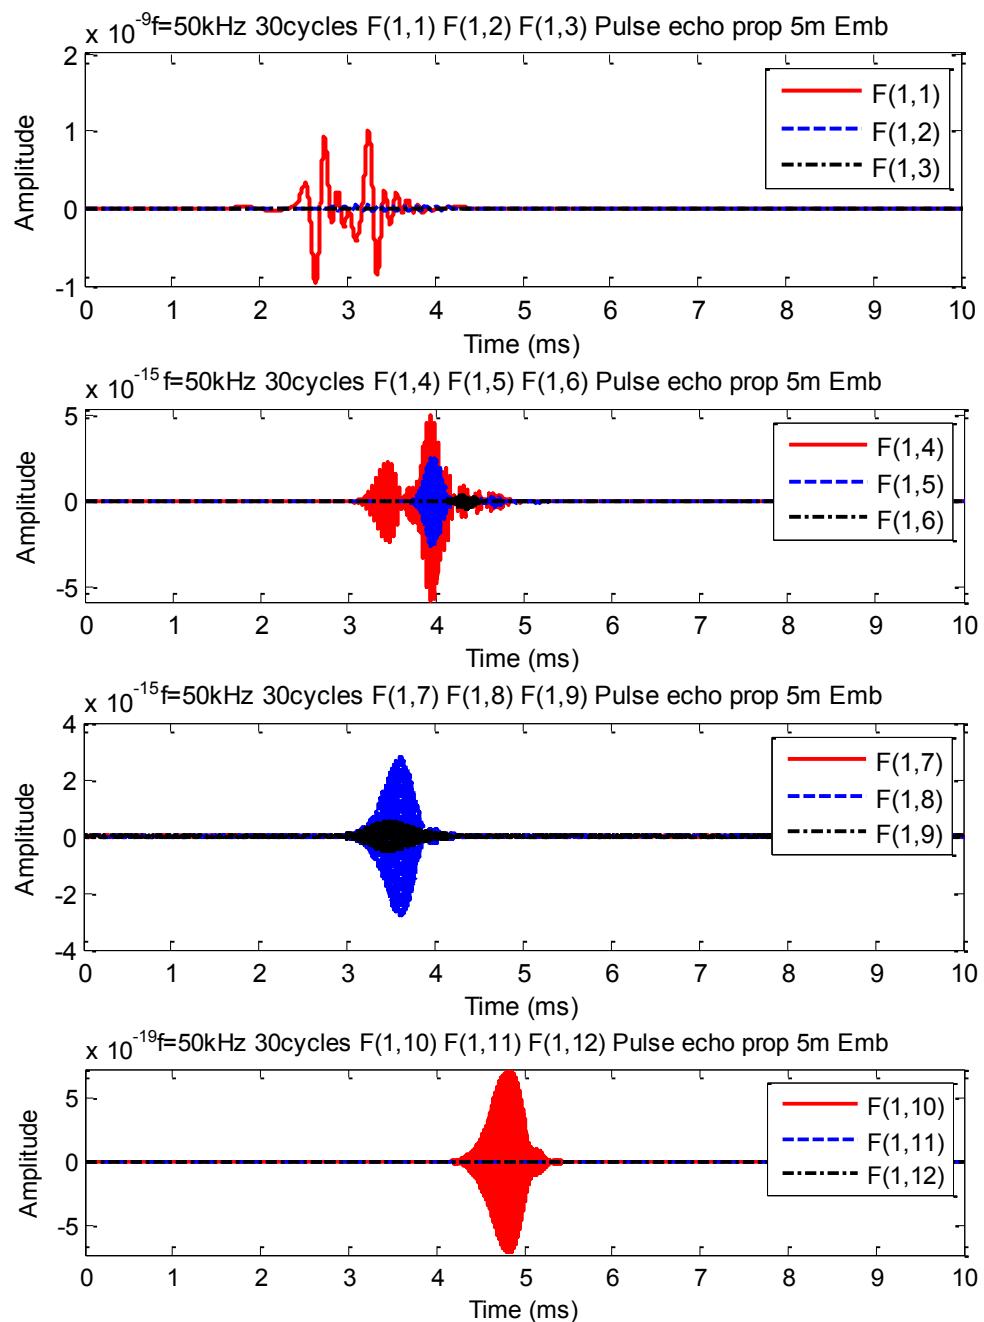 x 10-9f=50kHz 30cycles F(1,1) F(1,2) F(1,3) Pulse echo prop 5m Emb
2
1
0
-1
Amplitude
F(1,1)
F(1,2)
F(1,3)
0 1 2 3 4 5 6 7 8 9 10
Time (ms)
x 10-15f=50kHz 30cycles F(1,4) F(1,5) F(1,6) Pulse echo prop 5m Emb
5
0
-5
Amplitude
F(1,4)
F(1,5)
F(1,6)
0 1 2 3 4 5 6 7 8 9 10
Time (ms)
x 10-15f=50kHz 30cycles F(1,7) F(1,8) F(1,9) Pulse echo prop 5m Emb
4
2
0
-2
-4
Amplitude
F(1,7)
F(1,8)
F(1,9)
0 1 2 3 4 5 6 7 8 9 10
Time (ms)
x 10-19f=50kHz 30cycles F(1,10) F(1,11) F(1,12) Pulse echo prop 5m Emb
5
0
-5
Amplitude
F(1,10)
F(1,11)
F(1,12)
0 1 2 3 4 5 6 7 8 9 10
Time (ms)